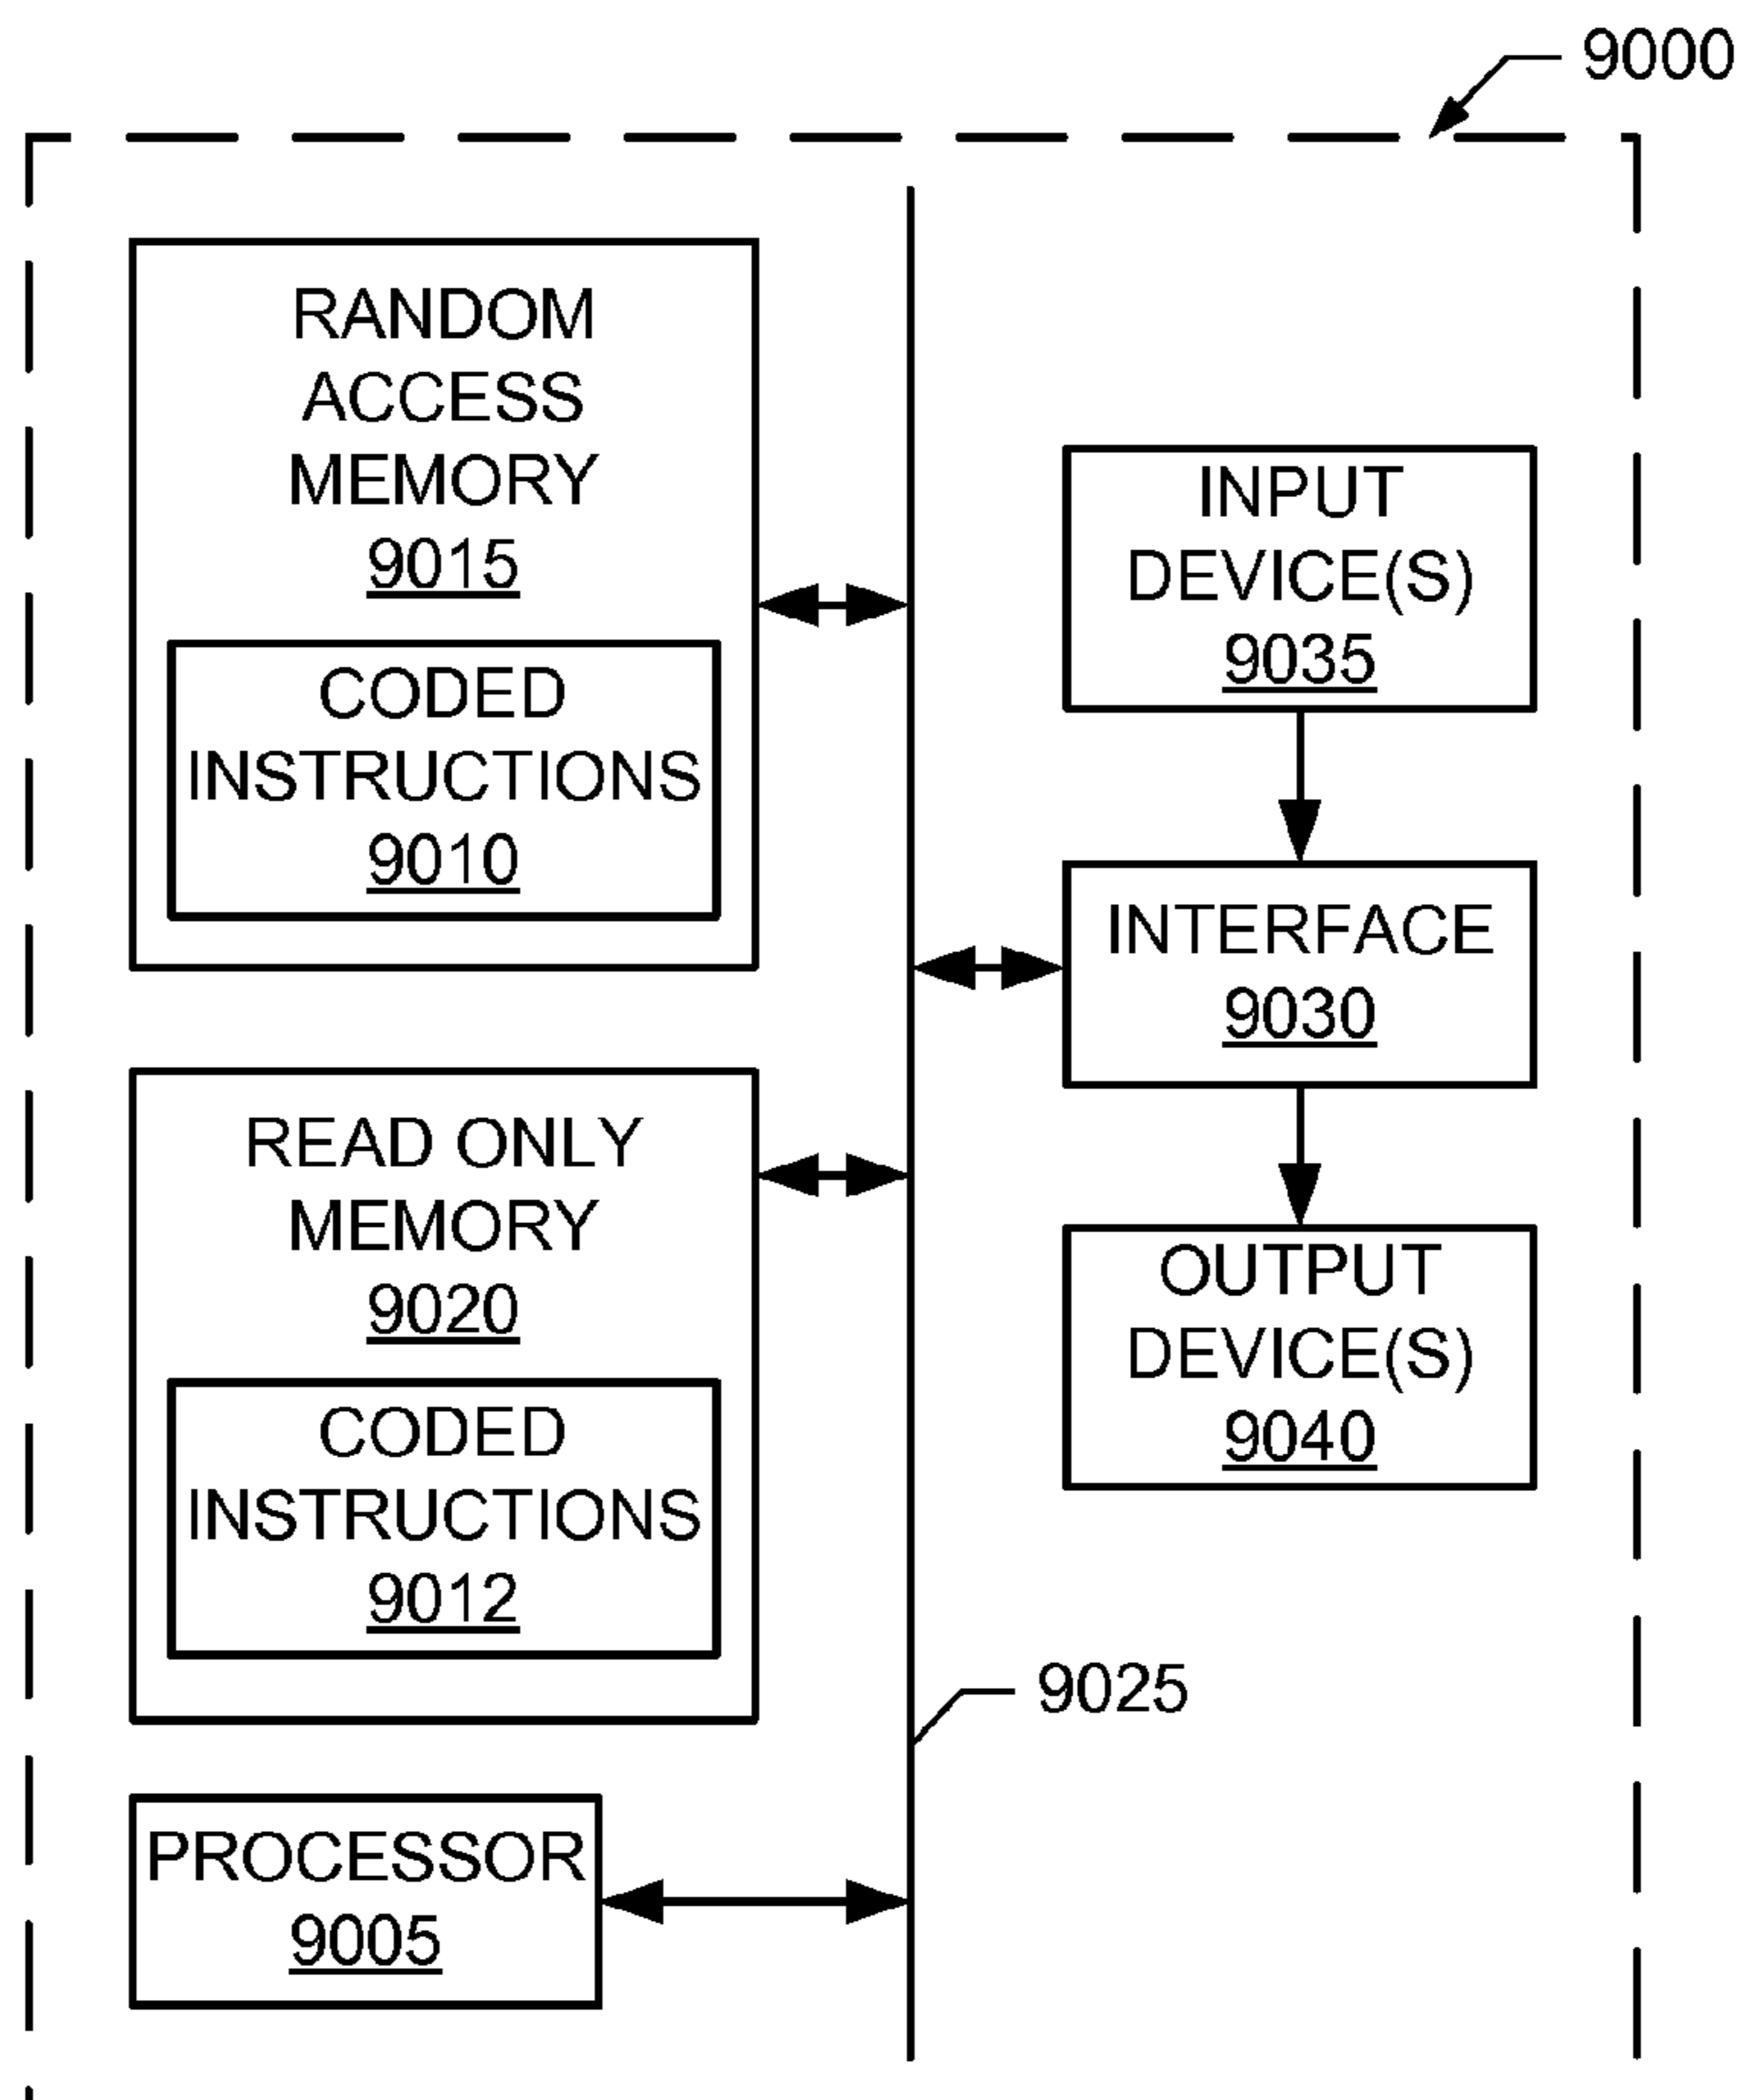 9000
RANDOM
ACCESS
MEMORY
9015
CODED
INSTRUCTIONS
9010
READ ONLY
MEMORY
9020
CODED
INSTRUCTIONS
9012
PROCESSOR
9005
INPUT
DEVICE(S)
9035
INTERFACE
9030
OUTPUT
DEVICE(S)
9040
9025